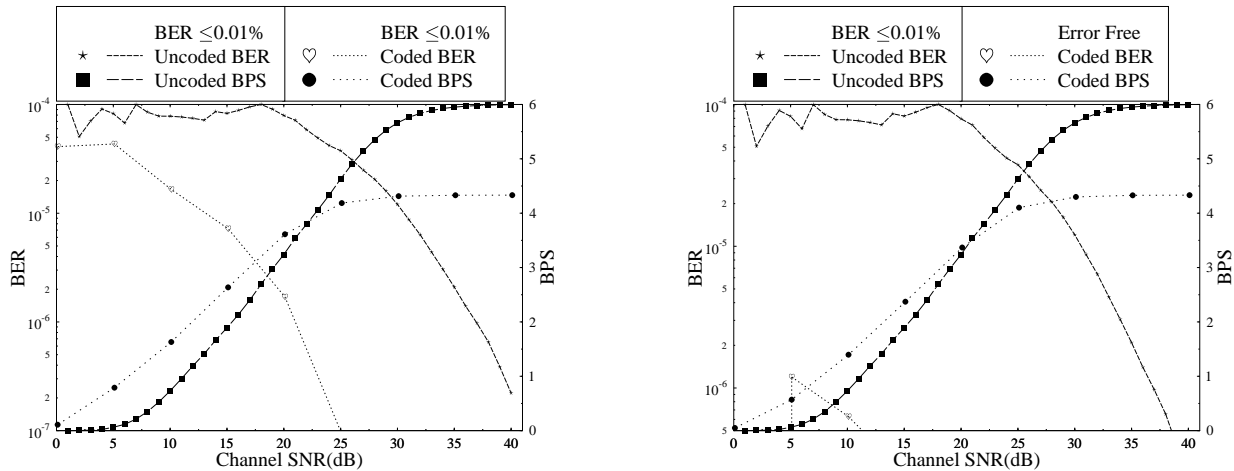 BER ≤0.01% BER ≤0.01%
Uncoded BER Coded BER
Uncoded BPS Coded BPS
10^-4 6
5 5
2 4
10^-5
5 3
2
10^-6 2
5 1
2
10^-7 0
0 5 10 15 20 25 30 35 40
Channel SNR(dB)
BER
BPS
BER ≤0.01% Error Free
Uncoded BER Coded BER
Uncoded BPS Coded BPS
10^-4 6
5 5
2 4
10^-5
5 3
2 2
10^-6 1
5 0
0 5 10 15 20 25 30 35 40
Channel SNR(dB)
BER
BPS